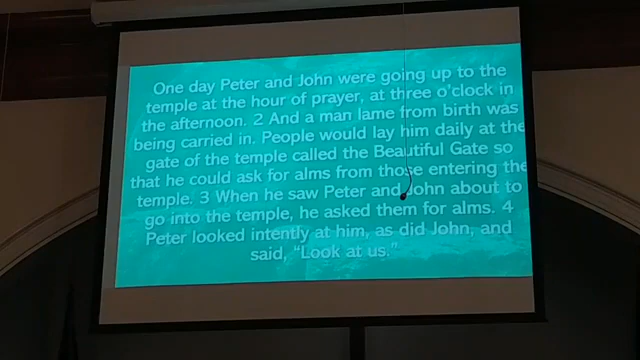 One day Peter and John were going up to the
temple at the hour of prayer, at three o'clock in
the afternoon. 2 And a man lame from birth was
being carried in. People would lay him daily at the
gate of the temple called the Beautiful Gate so
that he could ask for alms from those entering the
temple. 3 When he saw Peter and John about to
go into the temple, he asked them for alms. 4
Peter looked intently at him, as did John, and
said, “Look at us.”